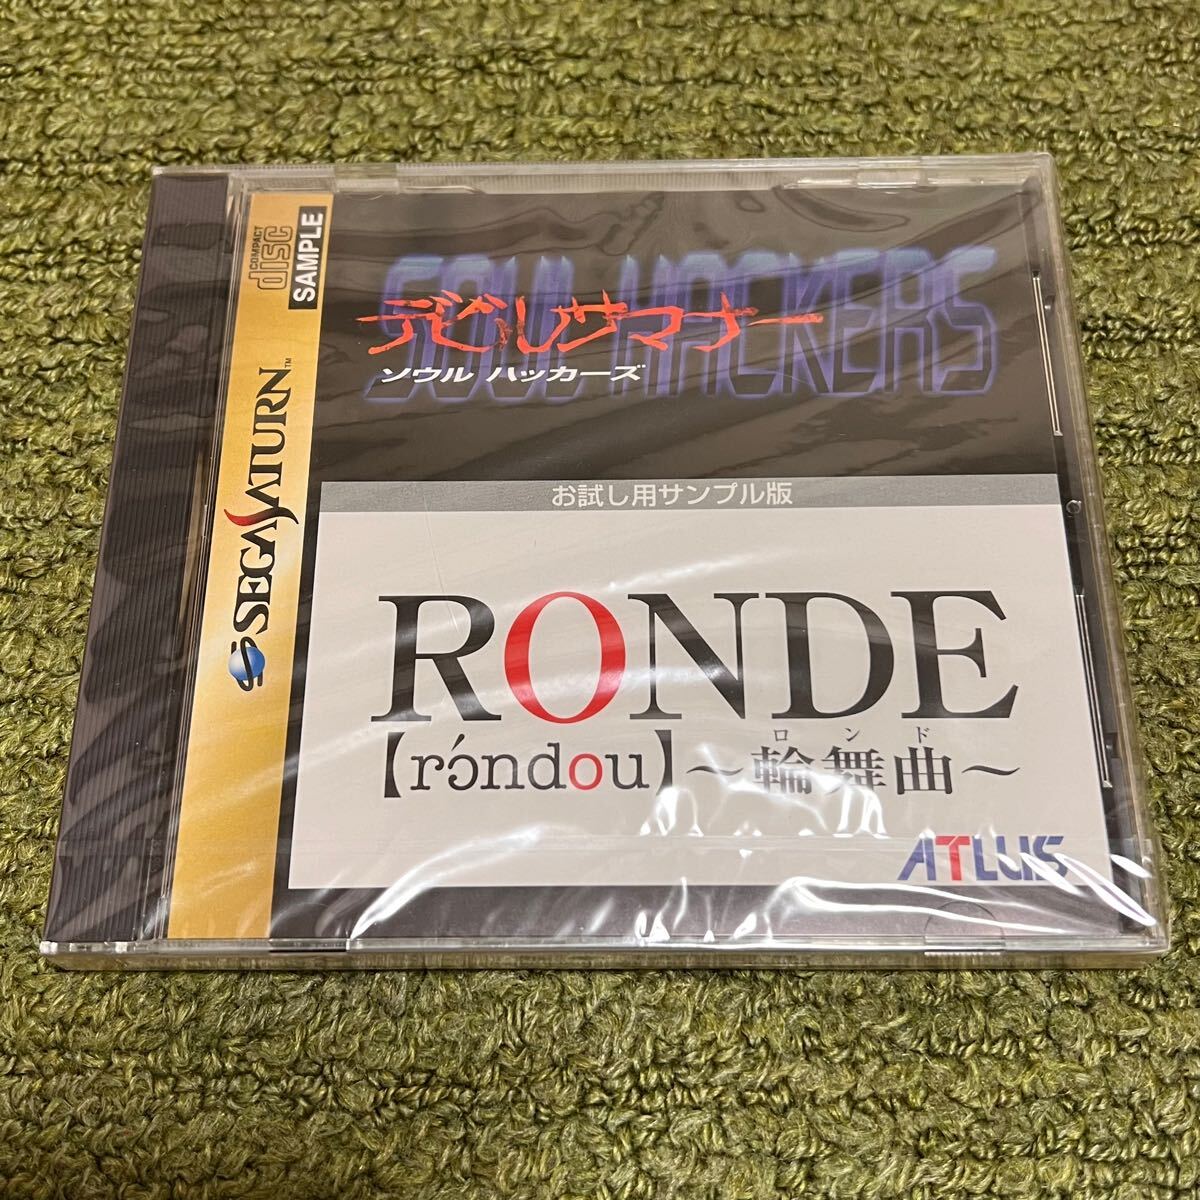 COMPACT
disc
SAMPLE
SEGA SATURN™
SOUL HACKERS
デビルサマナー
ソウル ハッカーズ
お試し用サンプル版
RONDE
ロンド
【rɔ́ndou】～輪舞曲～
ATLUS